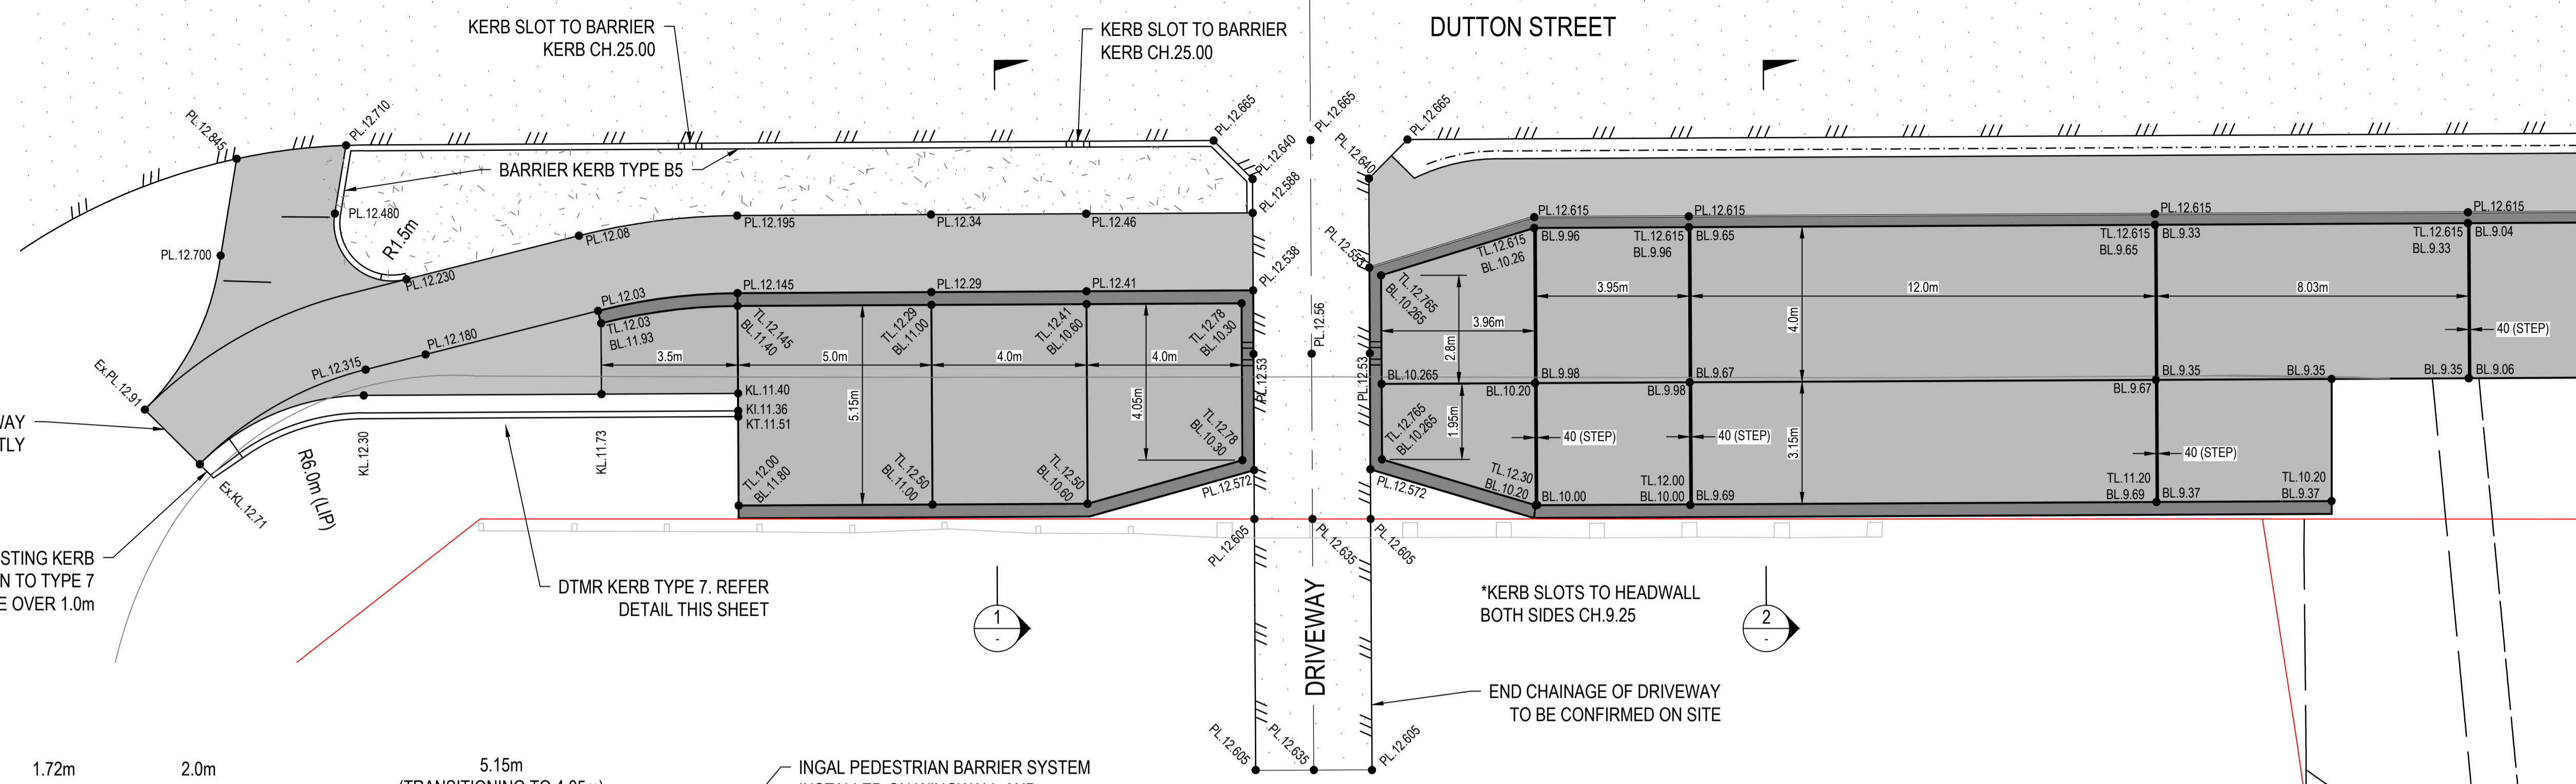 DUTTON STREET
KERB SLOT TO BARRIER
KERB CH.25.00
KERB SLOT TO BARRIER
KERB CH.25.00
BARRIER KERB TYPE B5
PL.12.845
PL.12.710
PL.12.665
PL.12.640
PL.12.588
PL.12.665
PL.12.640
PL.12.665
PL.12.480
R1.5m
PL.12.700
PL.12.230
PL.12.08
PL.12.195
PL.12.34
PL.12.46
PL.12.538
PL.12.553
PL.12.56
PL.12.615
PL.12.615
PL.12.615
PL.12.615
TL.12.615
BL.10.26
BL.9.96
TL.12.615
BL.9.96
BL.9.65
TL.12.615
BL.9.65
BL.9.33
TL.12.615
BL.9.33
BL.9.04
PL.12.03
PL.12.145
PL.12.29
PL.12.41
TL.12.03
BL.11.93
TL.12.145
BL.11.40
TL.12.29
BL.11.00
TL.12.41
BL.10.60
TL.12.78
BL.10.30
TL.12.765
BL.10.265
3.95m
12.0m
8.03m
3.96m
2.8m
4.0m
40 (STEP)
PL.12.180
PL.12.315
3.5m
5.0m
4.0m
4.0m
PL.12.53
PL.12.53
Ex.PL.12.91
KL.11.40
KI.11.36
KT.11.51
5.15m
4.05m
BL.10.265
BL.10.20
BL.9.98
BL.9.98
BL.9.67
BL.9.67
BL.9.35
BL.9.35
BL.9.35
BL.9.06
WAY
TLY
KL.12.30
KL.11.73
R6.0m (LIP)
Ex.KL.12.71
TL.12.00
BL.11.80
TL.12.50
BL.11.00
TL.12.50
BL.10.60
TL.12.78
BL.10.30
TL.12.765
BL.10.265
1.95m
3.15m
40 (STEP)
40 (STEP)
40 (STEP)
PL.12.572
PL.12.572
TL.12.30
BL.10.20
BL.10.00
TL.12.00
BL.10.00
BL.9.69
TL.11.20
BL.9.69
BL.9.37
TL.10.20
BL.9.37
PL.12.605
PL.12.635
PL.12.605
STING KERB
N TO TYPE 7
E OVER 1.0m
DTMR KERB TYPE 7. REFER
DETAIL THIS SHEET
1
-
DRIVEWAY
*KERB SLOTS TO HEADWALL
BOTH SIDES CH.9.25
2
-
END CHAINAGE OF DRIVEWAY
TO BE CONFIRMED ON SITE
PL.12.605
PL.12.635
PL.12.605
1.72m
2.0m
5.15m
(TRANSITIONING TO 4.05m)
INGAL PEDESTRIAN BARRIER SYSTEM